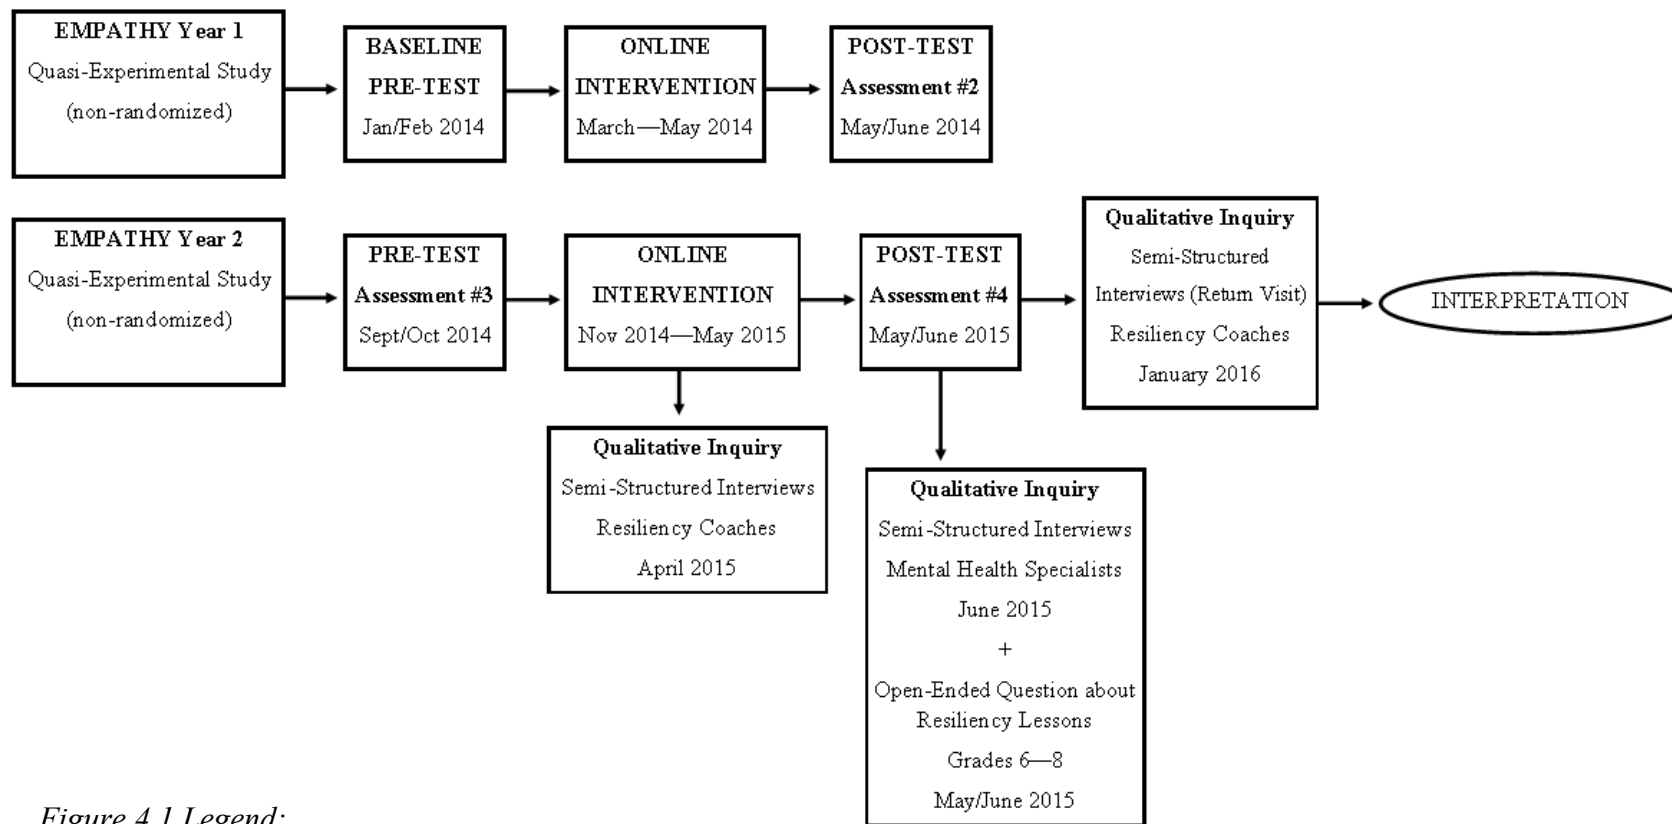 EMPATHY Year 1
Quasi-Experimental Study
(non-randomized)
BASELINE
PRE-TEST
Jan/Feb 2014
ONLINE
INTERVENTION
March—May 2014
POST-TEST
Assessment #2
May/June 2014
EMPATHY Year 2
Quasi-Experimental Study
(non-randomized)
PRE-TEST
Assessment #3
Sept/Oct 2014
ONLINE
INTERVENTION
Nov 2014—May 2015
POST-TEST
Assessment #4
May/June 2015
Qualitative Inquiry
Semi-Structured
Interviews (Return Visit)
Resiliency Coaches
January 2016
INTERPRETATION
Qualitative Inquiry
Semi-Structured Interviews
Resiliency Coaches
April 2015
Qualitative Inquiry
Semi-Structured Interviews
Mental Health Specialists
June 2015
+
Open-Ended Question about
Resiliency Lessons
Grades 6—8
May/June 2015
Figure 4.1 Legend: